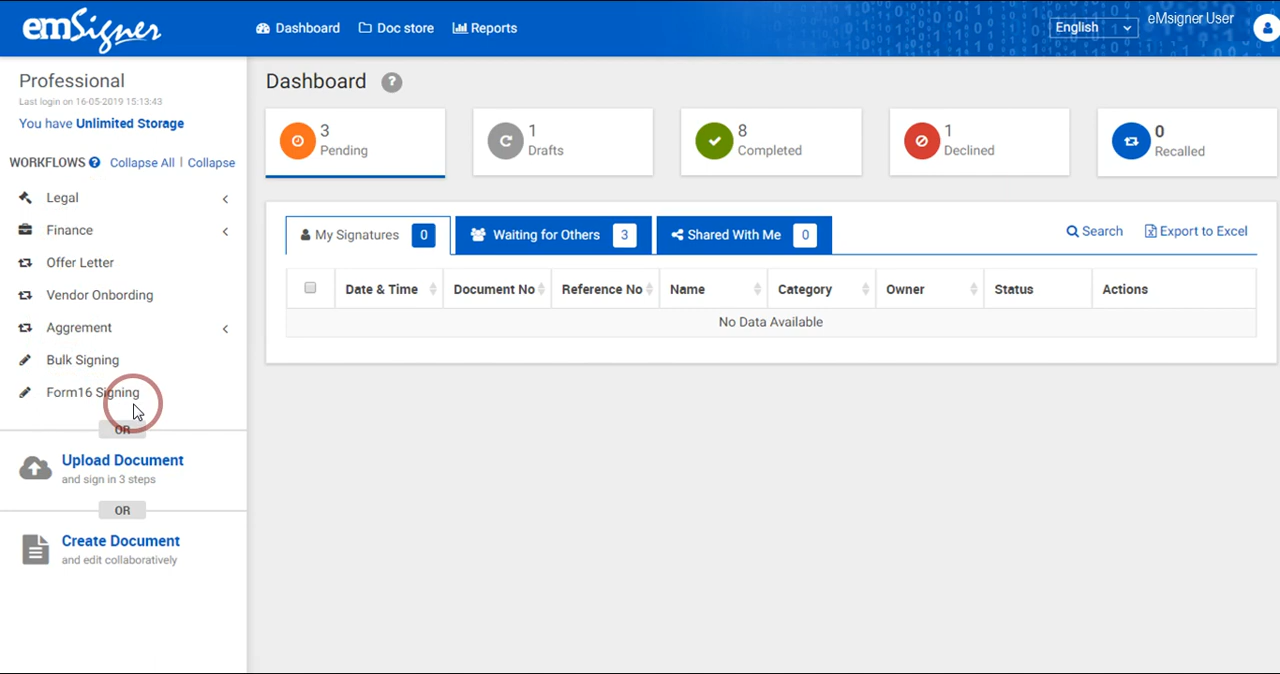 emSigner
Dashboard Doc store Reports
English
eMsigner User
Professional
Last login on 16-05-2019 15:13:43
You have Unlimited Storage
WORKFLOWS ? Collapse All | Collapse
Legal
Finance
Offer Letter
Vendor Onbording
Aggrement
Bulk Signing
Form16 Signing
OR
Upload Document
and sign in 3 steps
OR
Create Document
and edit collaboratively
Dashboard ?
3
Pending
1
Drafts
8
Completed
1
Declined
0
Recalled
My Signatures 0 Waiting for Others 3 Shared With Me 0 Search Export to Excel
Date & Time Document No Reference No Name Category Owner Status Actions
No Data Available